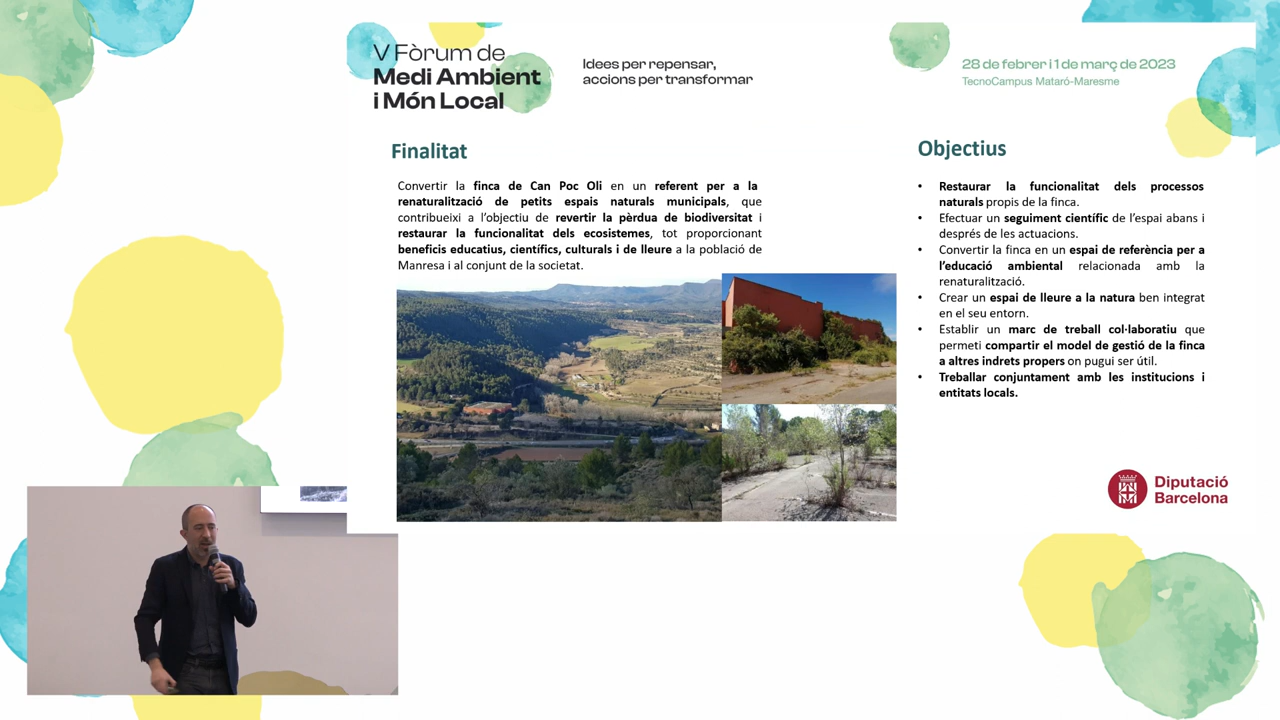 V Fòrum de
Medi Ambient
i Món Local
Idees per repensar,
accions per transformar
28 de febrer i 1 de març de 2023
TecnoCampus Mataró-Maresme
Finalitat
Convertir la finca de Can Poc Oli en un referent per a la
renaturalització de petits espais naturals municipals, que
contribueixi a l'objectiu de revertir la pèrdua de biodiversitat i
restaurar la funcionalitat dels ecosistemes, tot proporcionant
beneficis educatius, científics, culturals i de lleure a la població de
Manresa i al conjunt de la societat.
Objectius
• Restaurar la funcionalitat dels processos
naturals propis de la finca.
• Efectuar un seguiment científic de l'espai abans i
després de les actuacions.
• Convertir la finca en un espai de referència per a
l'educació ambiental relacionada amb la
renaturalització.
• Crear un espai de lleure a la natura ben integrat
en el seu entorn.
• Establir un marc de treball col·laboratiu que
permeti compartir el model de gestió de la finca
a altres indrets propers on pugui ser útil.
• Treballar conjuntament amb les institucions i
entitats locals.
Diputació
Barcelona